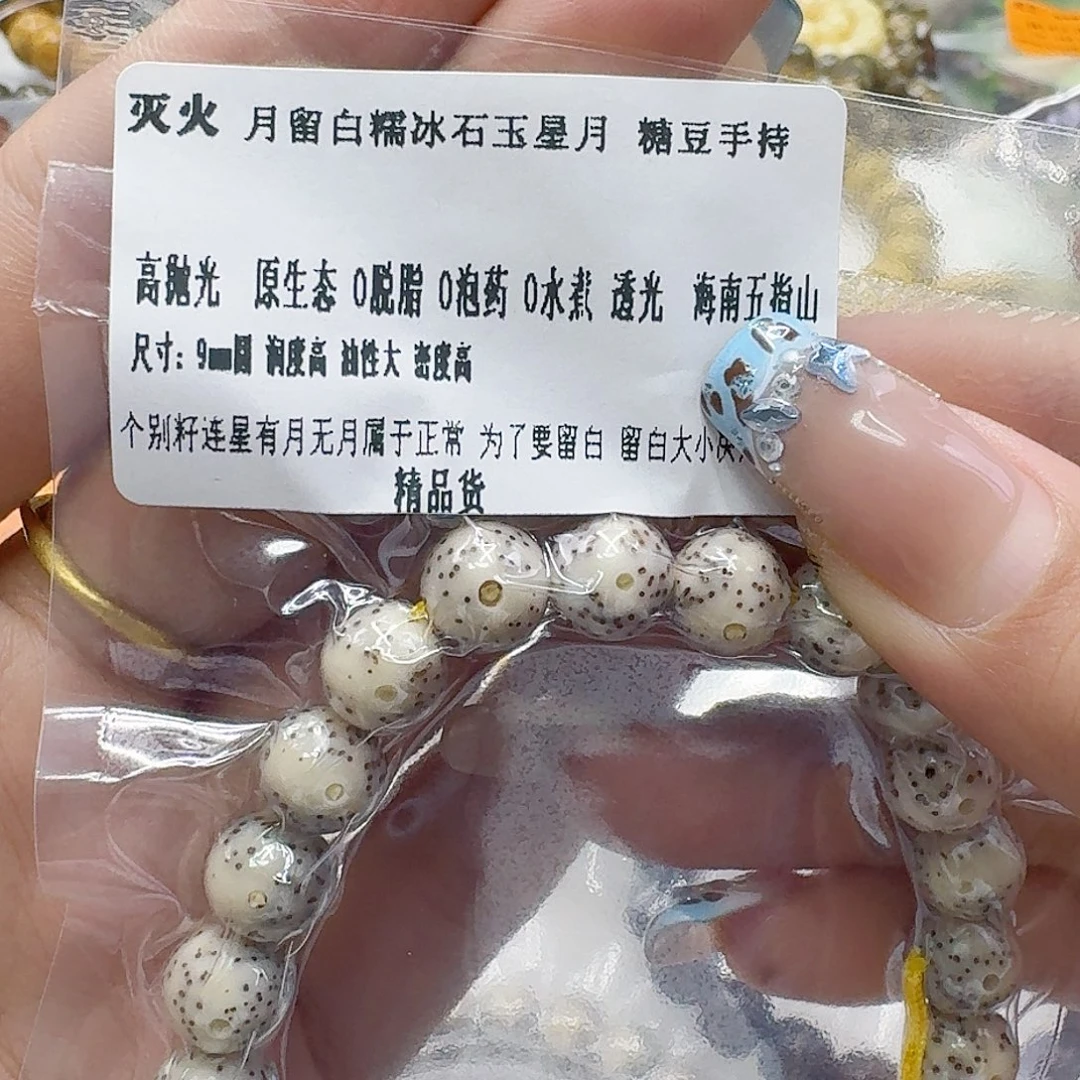 灭火 月留白糯冰石玉星月 糖豆手持
高抛光 原生态 0脱脂 0泡药 0水煮 透光 海南五指山
尺寸：9mm圆 润度高 油性大 密度高
个别籽连星有月无月属于正常 为了要留白 留白大小
精品货